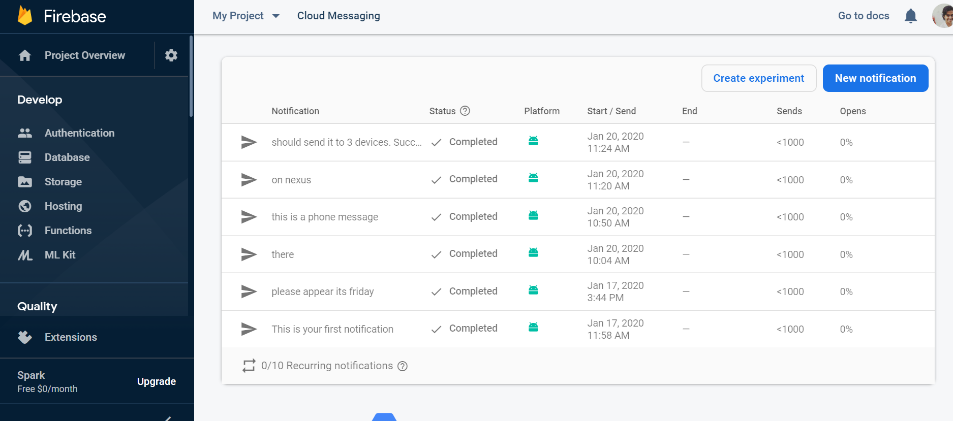 Firebase
My Project Cloud Messaging Go to docs
Project Overview
Develop
Authentication
Database
Storage
Hosting
Functions
ML Kit
Quality
Extensions
Spark
Free $0/month
Upgrade
Create experiment New notification
Notification Status Platform Start / Send End Sends Opens
should send it to 3 devices. Succ... Completed Jan 20, 2020 11:24 AM — <1000 0%
on nexus Completed Jan 20, 2020 11:20 AM — <1000 0%
this is a phone message Completed Jan 20, 2020 10:50 AM — <1000 0%
there Completed Jan 20, 2020 10:04 AM — <1000 0%
please appear its friday Completed Jan 17, 2020 3:44 PM — <1000 0%
This is your first notification Completed Jan 17, 2020 11:58 AM — <1000 0%
0/10 Recurring notifications